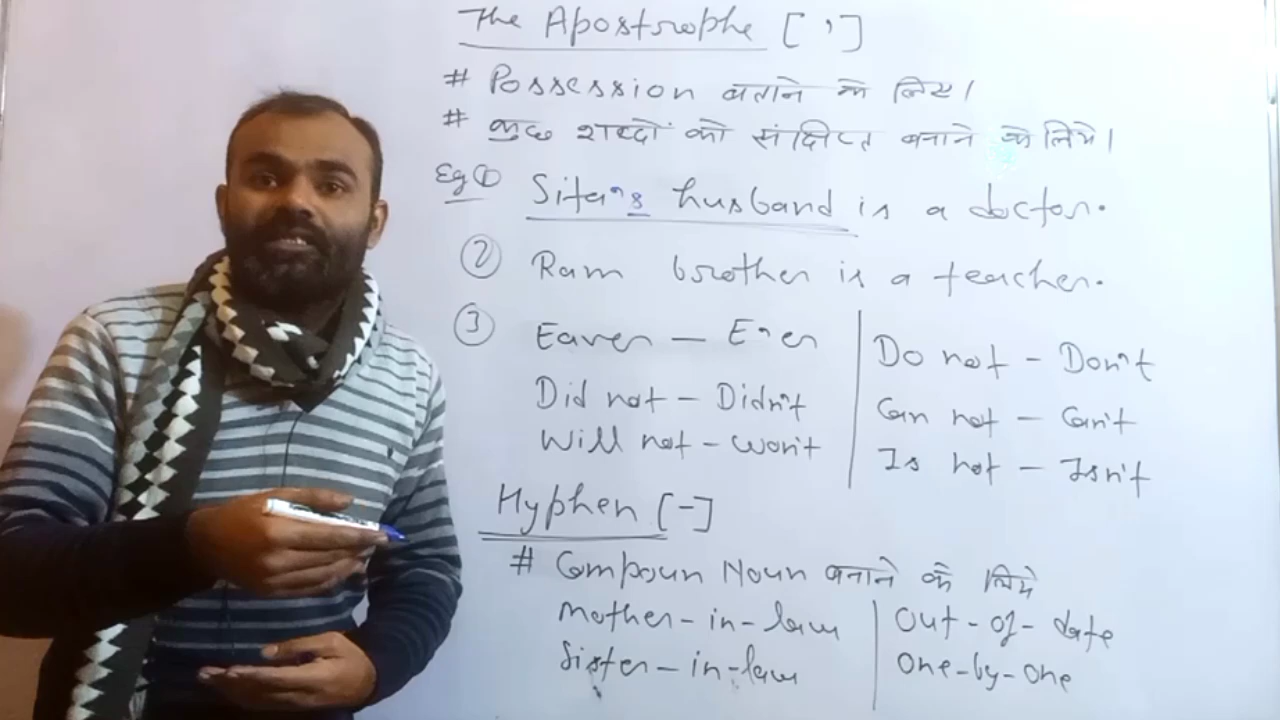 The Apostrophe [ ' ]
# Possession बताने के लिए।
# कुछ शब्दों को संक्षिप्त बनाने के लिये।
Eg ① Sita's husband is a doctor.
② Ram brother is a teacher.
③ Eaver – E'er
Did not – Didn't
Will not – Won't
Do not – Don't
Can not – Can't
Is not – Isn't
Hyphen [-]
# Compoun Noun बनाने के लिये
Mother-in-law
Sister-in-law
Out-of-date
One-by-one